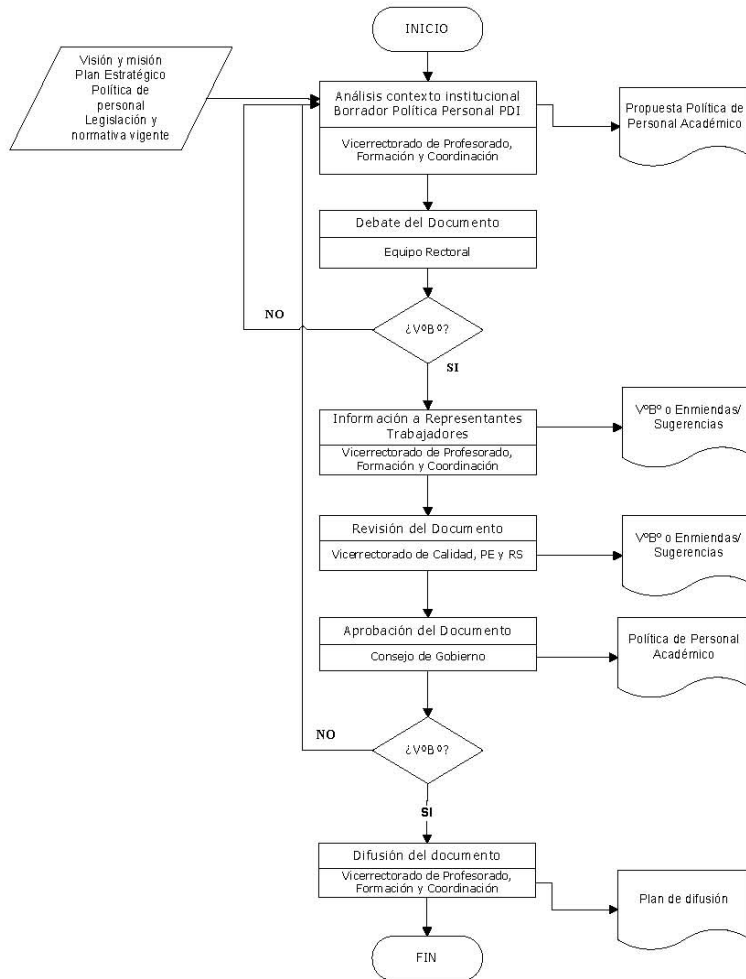 INICIO
Visión y misión
Plan Estratégico
Política de
personal
Legislación y
normativa vigente
Análisis contexto institucional
Borrador Política Personal PDI
Vicerrectorado de Profesorado,
Formación y Coordinación
Propuesta Política de
Personal Académico
Debate del Documento
Equipo Rectoral
NO
¿VºBº?
SI
Información a Representantes
Trabajadores
Vicerrectorado de Profesorado,
Formación y Coordinación
VºBº o Enmiendas/
Sugerencias
Revisión del Documento
Vicerrectorado de Calidad, PE y RS
VºBº o Enmiendas/
Sugerencias
Aprobación del Documento
Consejo de Gobierno
Política de Personal
Académico
NO
¿VºBº?
SI
Difusión del documento
Vicerrectorado de Profesorado,
Formación y Coordinación
Plan de difusión
FIN